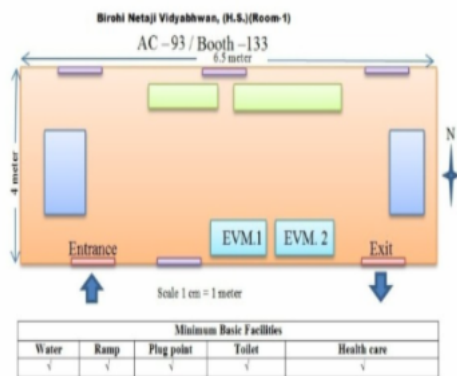 Birohi Netaji Vidyabhwan, (H.S.)(Room-1)
AC –93 / Booth –133
6.5 meter
4 meter
N
EVM.1 EVM. 2
Entrance Exit
Scale 1 cm = 1 meter
Minimum Basic Facilities
Water Ramp Plug point Toilet Health care
√ √ √ √ √